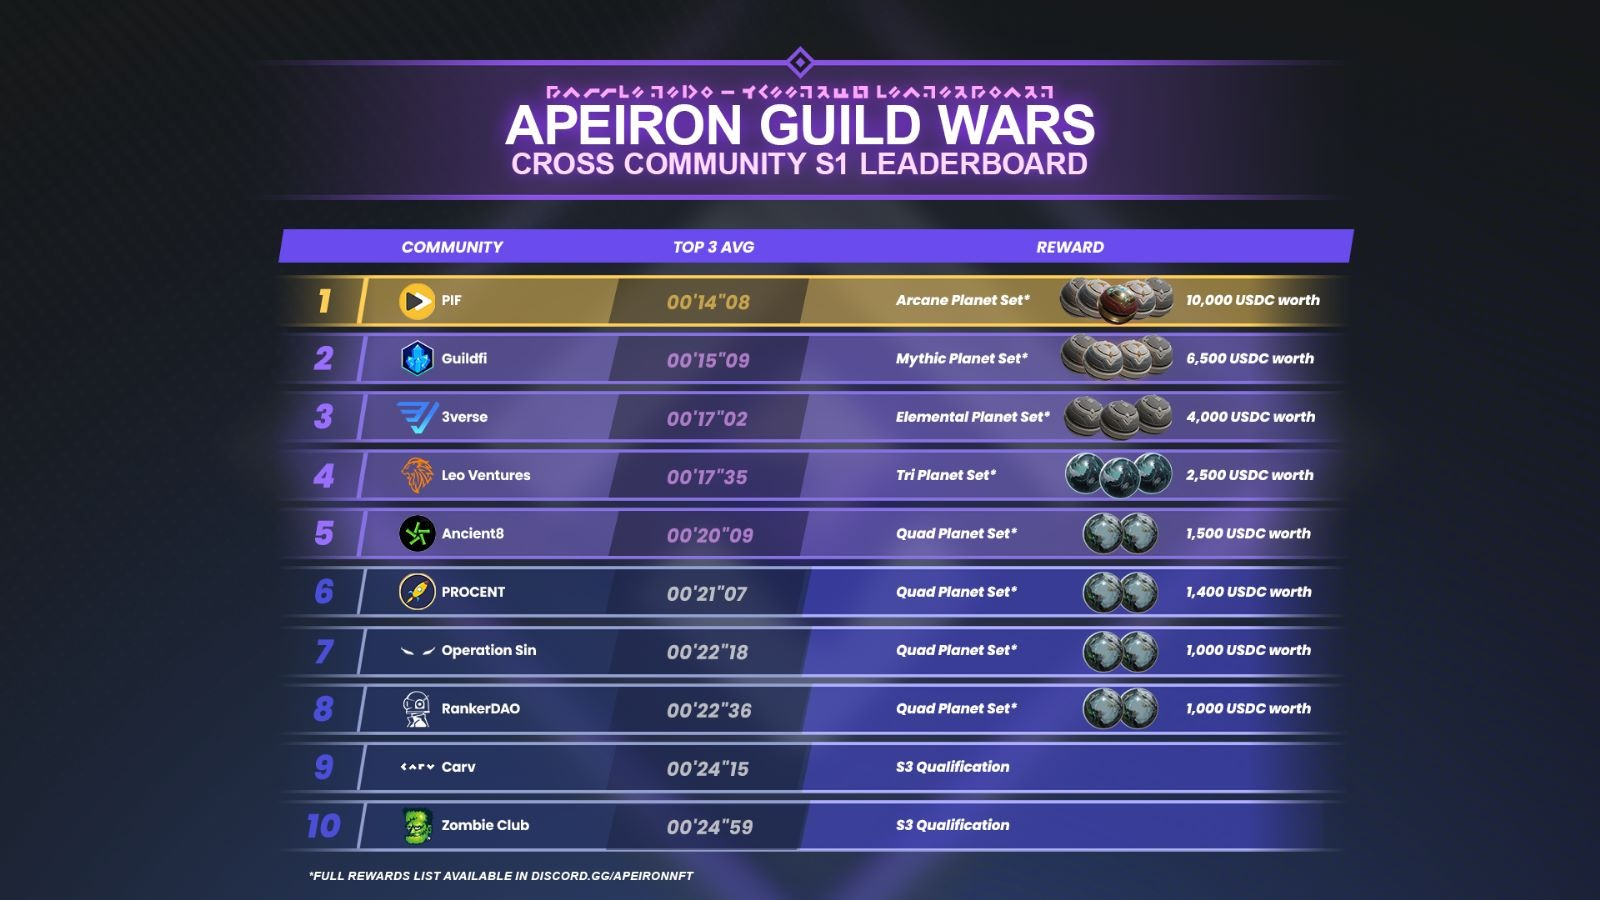 APEIRON GUILD WARS
CROSS COMMUNITY S1 LEADERBOARD
COMMUNITY TOP 3 AVG REWARD
1 PIF 00'14"08 Arcane Planet Set* 10,000 USDC worth
2 Guildfi 00'15"09 Mythic Planet Set* 6,500 USDC worth
3 3verse 00'17"02 Elemental Planet Set* 4,000 USDC worth
4 Leo Ventures 00'17"35 Tri Planet Set* 2,500 USDC worth
5 Ancient8 00'20"09 Quad Planet Set* 1,500 USDC worth
6 PROCENT 00'21"07 Quad Planet Set* 1,400 USDC worth
7 Operation Sin 00'22"18 Quad Planet Set* 1,000 USDC worth
8 RankerDAO 00'22"36 Quad Planet Set* 1,000 USDC worth
9 Carv 00'24"15 S3 Qualification
10 Zombie Club 00'24"59 S3 Qualification
*FULL REWARDS LIST AVAILABLE IN DISCORD.GG/APEIRONNFT